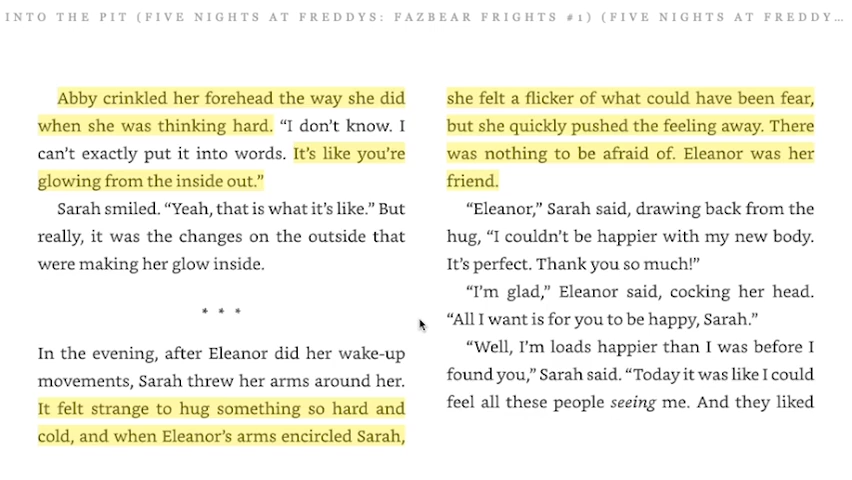 INTO THE PIT (FIVE NIGHTS AT FREDDYS: FAZBEAR FRIGHTS #1) (FIVE NIGHTS AT FREDDY…
Abby crinkled her forehead the way she did
when she was thinking hard. “I don’t know. I
can’t exactly put it into words. It’s like you’re
glowing from the inside out.”
Sarah smiled. “Yeah, that is what it’s like.” But
really, it was the changes on the outside that
were making her glow inside.
* * *
In the evening, after Eleanor did her wake-up
movements, Sarah threw her arms around her.
It felt strange to hug something so hard and
cold, and when Eleanor’s arms encircled Sarah,
she felt a flicker of what could have been fear,
but she quickly pushed the feeling away. There
was nothing to be afraid of. Eleanor was her
friend.
“Eleanor,” Sarah said, drawing back from the
hug, “I couldn’t be happier with my new body.
It’s perfect. Thank you so much!”
“I’m glad,” Eleanor said, cocking her head.
“All I want is for you to be happy, Sarah.”
“Well, I’m loads happier than I was before I
found you,” Sarah said. “Today it was like I could
feel all these people seeing me. And they liked